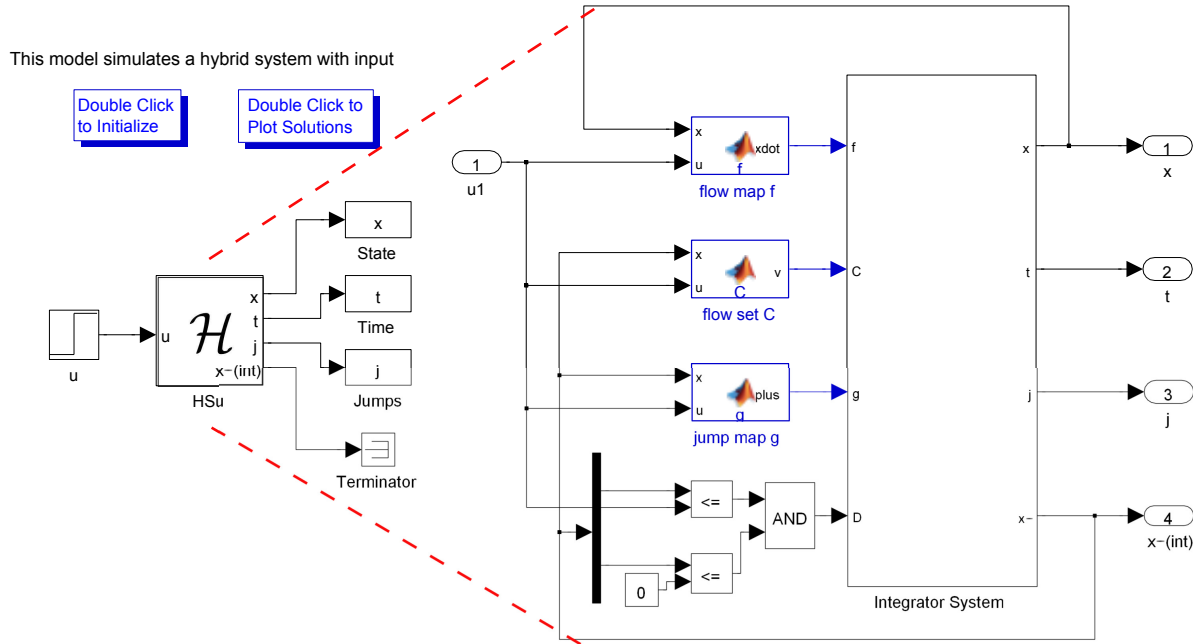 This model simulates a hybrid system with input
Double Click
to Initialize
Double Click to
Plot Solutions
u
u
H
x
t
j
x-(int)
HSu
x
State
t
Time
j
Jumps
Terminator
1
u1
x
u
xdot
f
flow map f
x
u
v
C
flow set C
x
u
plus
g
jump map g
<=
<=
0
AND
f
C
g
D
x
t
j
x-
Integrator System
1
x
2
t
3
j
4
x-(int)